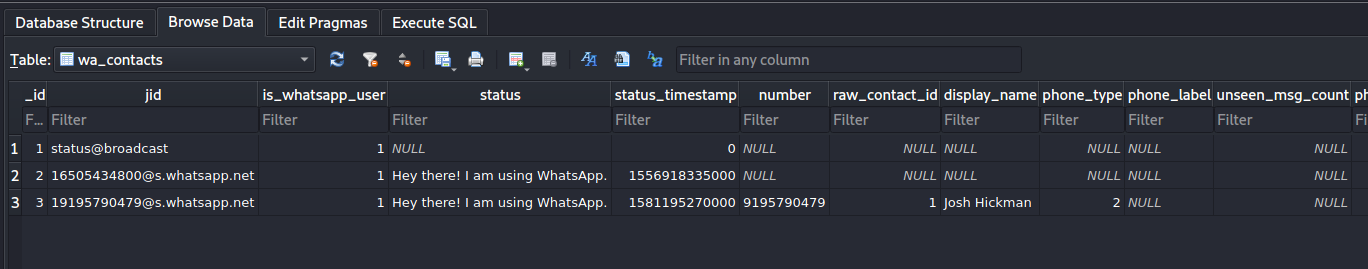 Database Structure Browse Data Edit Pragmas Execute SQL
Table: wa_contacts Filter in any column
_id jid is_whatsapp_user status status_timestamp number raw_contact_id display_name phone_type phone_label unseen_msg_count ph
F... Filter Filter Filter Filter Filter Filter Filter Filter Filter Filter
1 1 status@broadcast 1 NULL 0 NULL NULL NULL NULL NULL NULL
2 2 16505434800@s.whatsapp.net 1 Hey there! I am using WhatsApp. 1556918335000 NULL NULL NULL NULL NULL NULL
3 3 19195790479@s.whatsapp.net 1 Hey there! I am using WhatsApp. 1581195270000 9195790479 1 Josh Hickman 2 NULL NULL